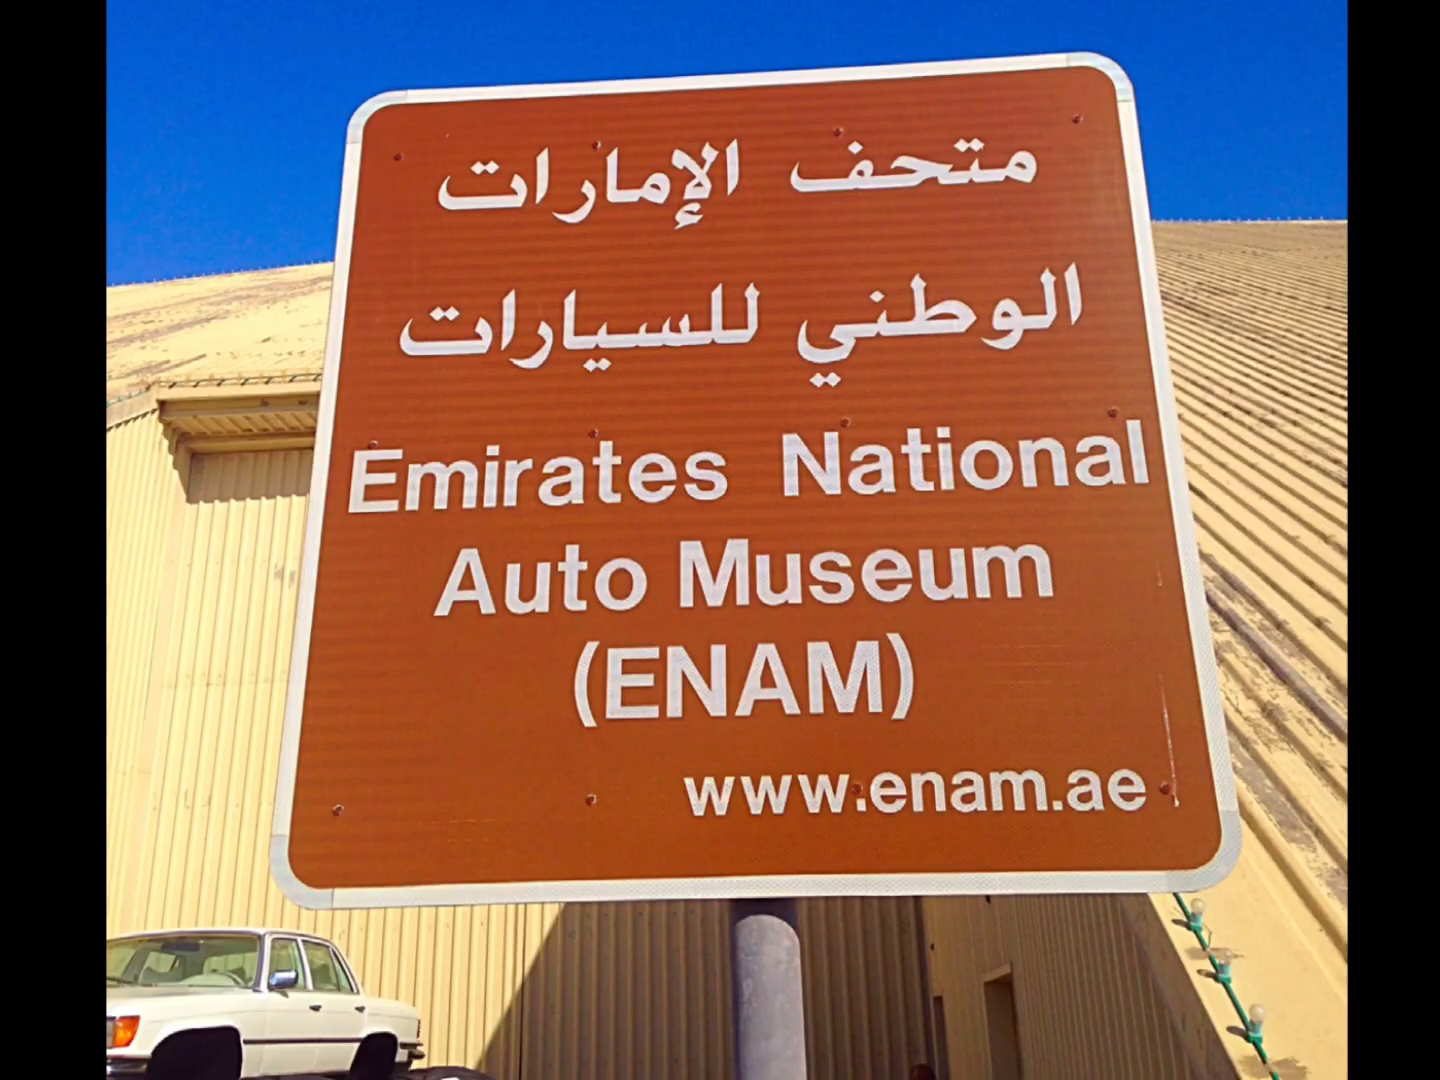 متحف الإمارات
الوطني للسيارات
Emirates National
Auto Museum
(ENAM)
www.enam.ae